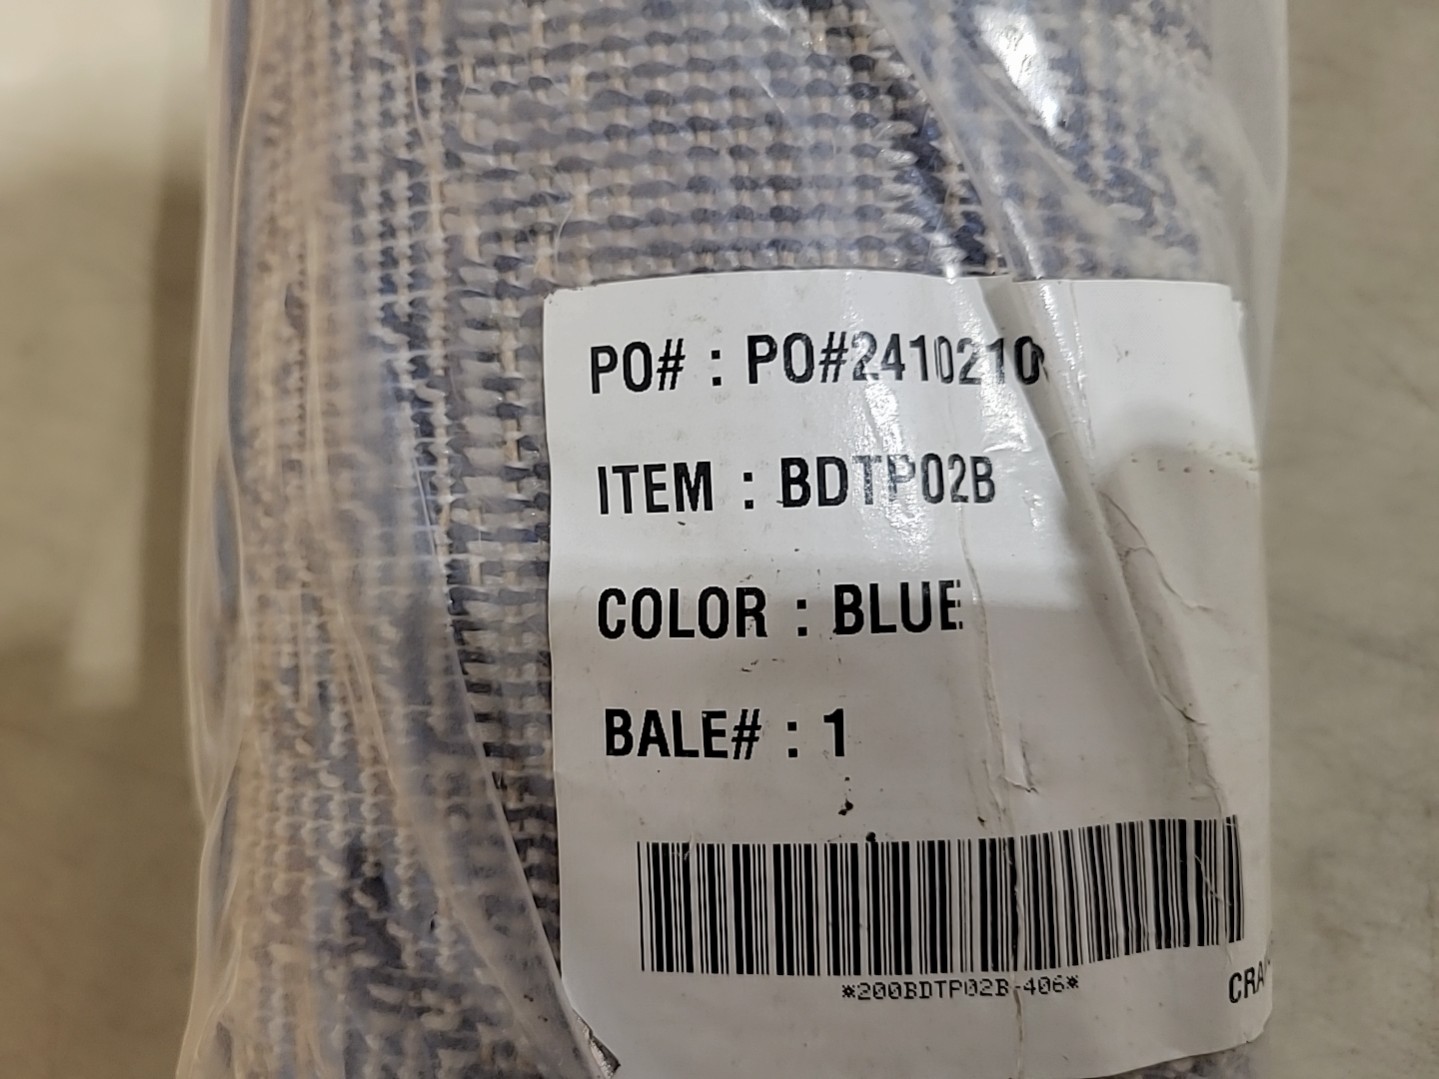 PO# : PO#2410210
ITEM : BDTP02B
COLOR : BLUE
BALE# : 1
*200BDTP02B-406*